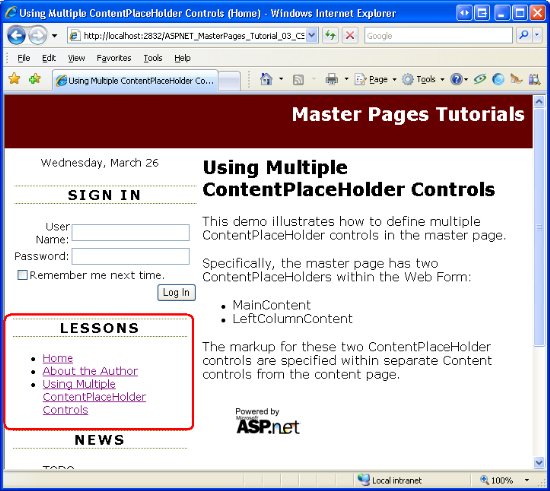 Using Multiple ContentPlaceHolder Controls (Home) - Windows Internet Explorer
http://localhost:2832/ASPNET_MasterPages_Tutorial_03_CS
Google
File Edit View Favorites Tools Help
Using Multiple ContentPlaceHolder Co...
Page Tools
Master Pages Tutorials
Wednesday, March 26
SIGN IN
User Name:
Password:
Remember me next time.
Log In
LESSONS
Home
About the Author
Using Multiple
ContentPlaceHolder
Controls
NEWS
TODO
Using Multiple
ContentPlaceHolder Controls
This demo illustrates how to define multiple
ContentPlaceHolder controls in the master page.
Specifically, the master page has two
ContentPlaceHolders within the Web Form:
MainContent
LeftColumnContent
The markup for these two ContentPlaceHolder
controls are specified within separate Content
controls from the content page.
Powered by
Microsoft
ASP.net
Local intranet
100%